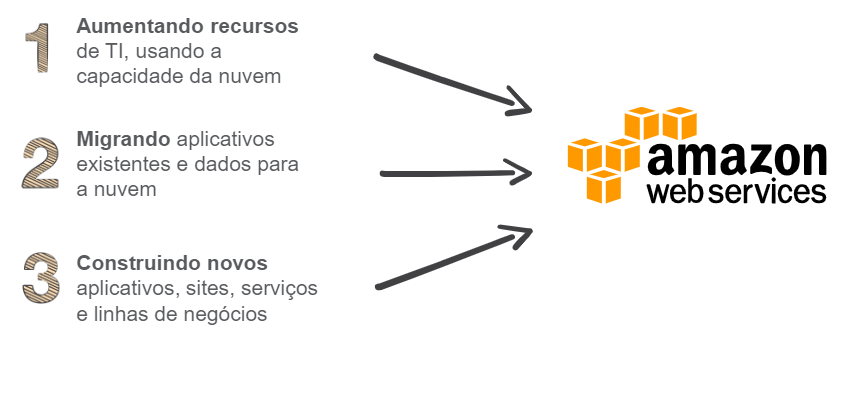 1
Aumentando recursos
de TI, usando a
capacidade da nuvem
2
Migrando aplicativos
existentes e dados para
a nuvem
3
Construindo novos
aplicativos, sites, serviços
e linhas de negócios
amazon
web services